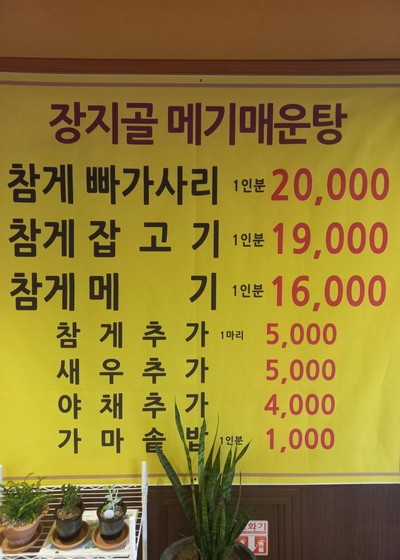 장지골 메기매운탕
참게 빠가사리 1인분 20,000
참게 잡고기 1인분 19,000
참게 메기 1인분 16,000
참게추가 1마리 5,000
새우추가 5,000
야채추가 4,000
가마솥밥 1인분 1,000
화기